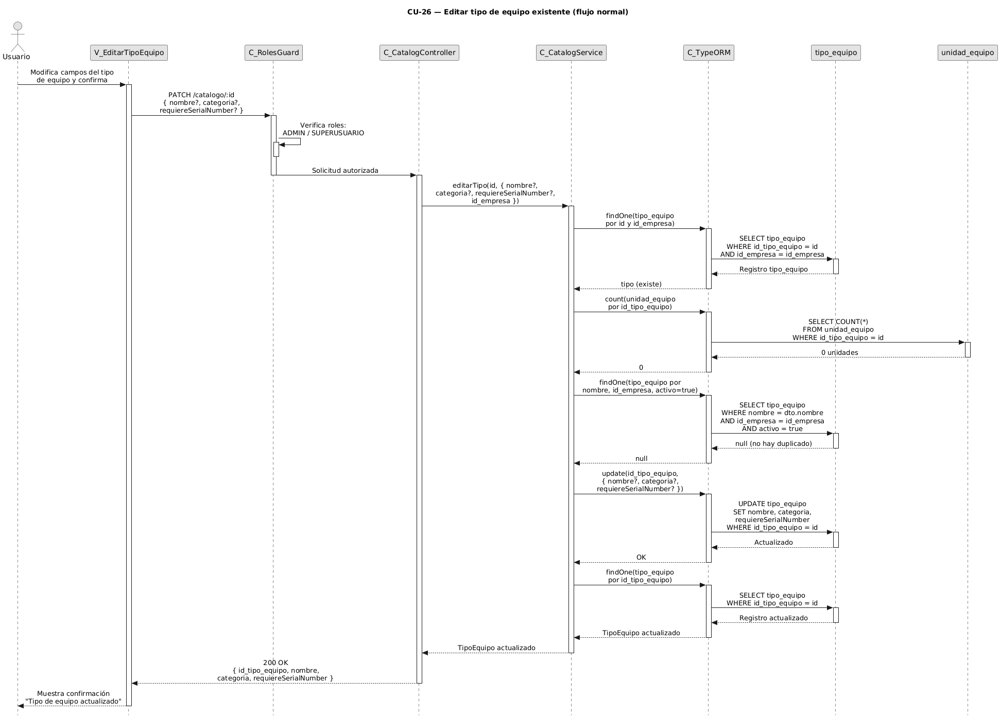 CU-26 — Editar tipo de equipo existente (flujo normal)
Usuario
V_EditarTipoEquipo
C_RolesGuard
C_CatalogController
C_CatalogService
C_TypeORM
tipo_equipo
unidad_equipo
Modifica campos del tipo
de equipo y confirma
PATCH /catalogo/:id
{ nombre?, categoria?,
requiereSerialNumber? }
Verifica roles:
ADMIN / SUPERUSUARIO
Solicitud autorizada
editarTipo(id, { nombre?,
categoria?, requiereSerialNumber?,
id_empresa })
findOne(tipo_equipo
por id y id_empresa)
SELECT tipo_equipo
WHERE id_tipo_equipo = id
AND id_empresa = id_empresa
Registro tipo_equipo
tipo (existe)
count(unidad_equipo
por id_tipo_equipo)
SELECT COUNT(*)
FROM unidad_equipo
WHERE id_tipo_equipo = id
0 unidades
0
findOne(tipo_equipo por
nombre, id_empresa, activo=true)
SELECT tipo_equipo
WHERE nombre = dto.nombre
AND id_empresa = id_empresa
AND activo = true
null (no hay duplicado)
null
update(id_tipo_equipo,
{ nombre?, categoria?,
requiereSerialNumber? })
UPDATE tipo_equipo
SET nombre, categoria,
requiereSerialNumber
WHERE id_tipo_equipo = id
Actualizado
OK
findOne(tipo_equipo
por id_tipo_equipo)
SELECT tipo_equipo
WHERE id_tipo_equipo = id
Registro actualizado
TipoEquipo actualizado
TipoEquipo actualizado
200 OK
{ id_tipo_equipo, nombre,
categoria, requiereSerialNumber }
Muestra confirmación
"Tipo de equipo actualizado"